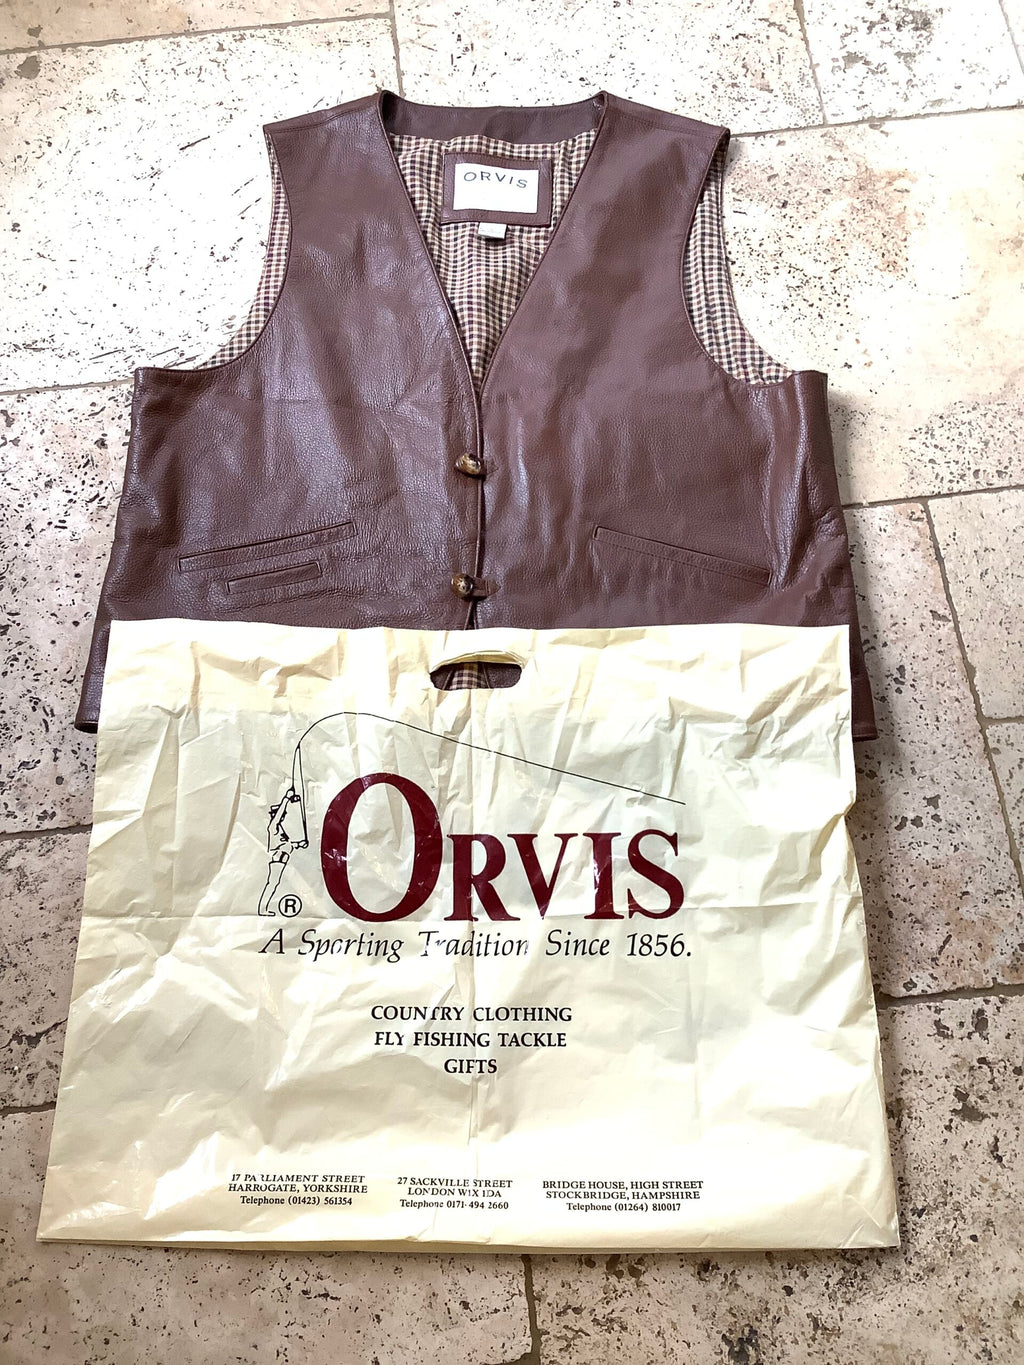 ORVIS
ORVIS
®
A Sporting Tradition Since 1856.
COUNTRY CLOTHING
FLY FISHING TACKLE
GIFTS
17 PARLIAMENT STREET
HARROGATE, YORKSHIRE
Telephone (01423) 561354
27 SACKVILLE STREET
LONDON W1X 1DA
Telephone 0171-494 2660
BRIDGE HOUSE, HIGH STREET
STOCKBRIDGE, HAMPSHIRE
Telephone (01264) 810017